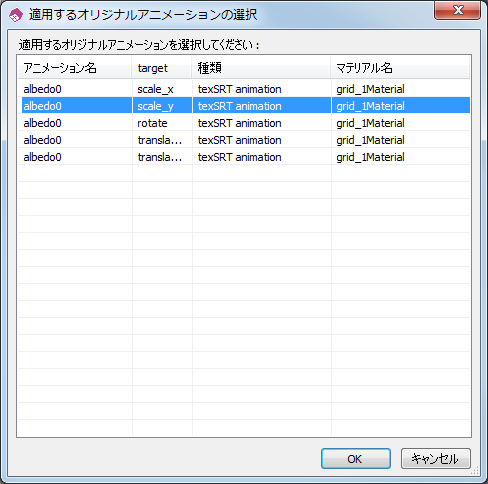 適用するオリジナルアニメーションの選択
適用するオリジナルアニメーションを選択してください：
アニメーション名 target 種類 マテリアル名
albedo0 scale_x texSRT animation grid_1Material
albedo0 scale_y texSRT animation grid_1Material
albedo0 rotate texSRT animation grid_1Material
albedo0 transla... texSRT animation grid_1Material
albedo0 transla... texSRT animation grid_1Material
OK キャンセル